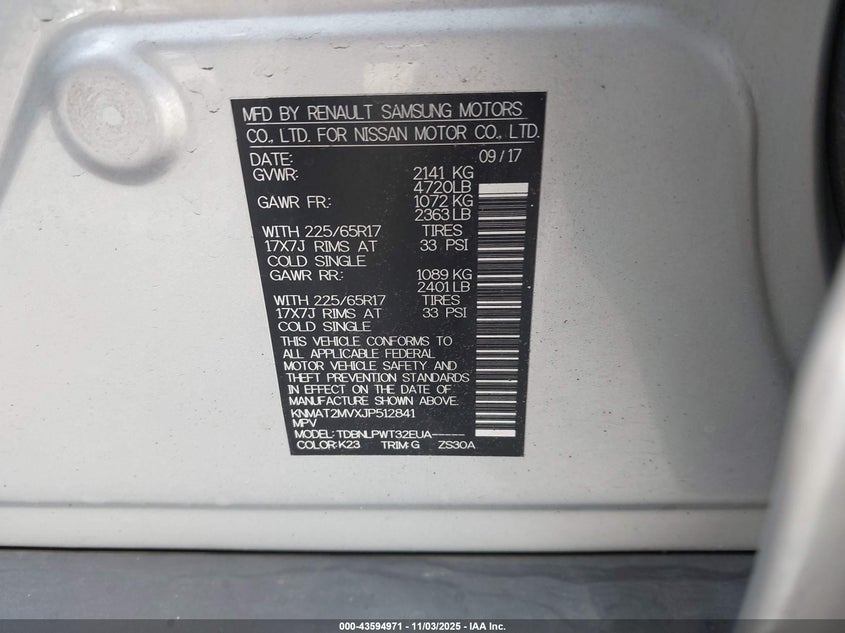 MFD BY RENAULT SAMSUNG MOTORS
CO., LTD. FOR NISSAN MOTOR CO., LTD.
DATE: 09/17
GVWR: 2141 KG
4720LB
GAWR FR.: 1072 KG
2363LB
WITH 225/65R17 TIRES
17X7J RIMS AT 33 PSI
COLD SINGLE
GAWR RR.: 1089 KG
2401LB
WITH 225/65R17 TIRES
17X7J RIMS AT 33 PSI
COLD SINGLE
THIS VEHICLE CONFORMS TO
ALL APPLICABLE FEDERAL
MOTOR VEHICLE SAFETY AND
THEFT PREVENTION STANDARDS
IN EFFECT ON THE DATE OF
MANUFACTURE SHOWN ABOVE.
KNMAT2MVXJP512841
MPV
MODEL: TDBNLPWT32EUA-----
COLOR: K23 TRIM: G ZS30A
000-43594971 - 11/03/2025 - IAA Inc.